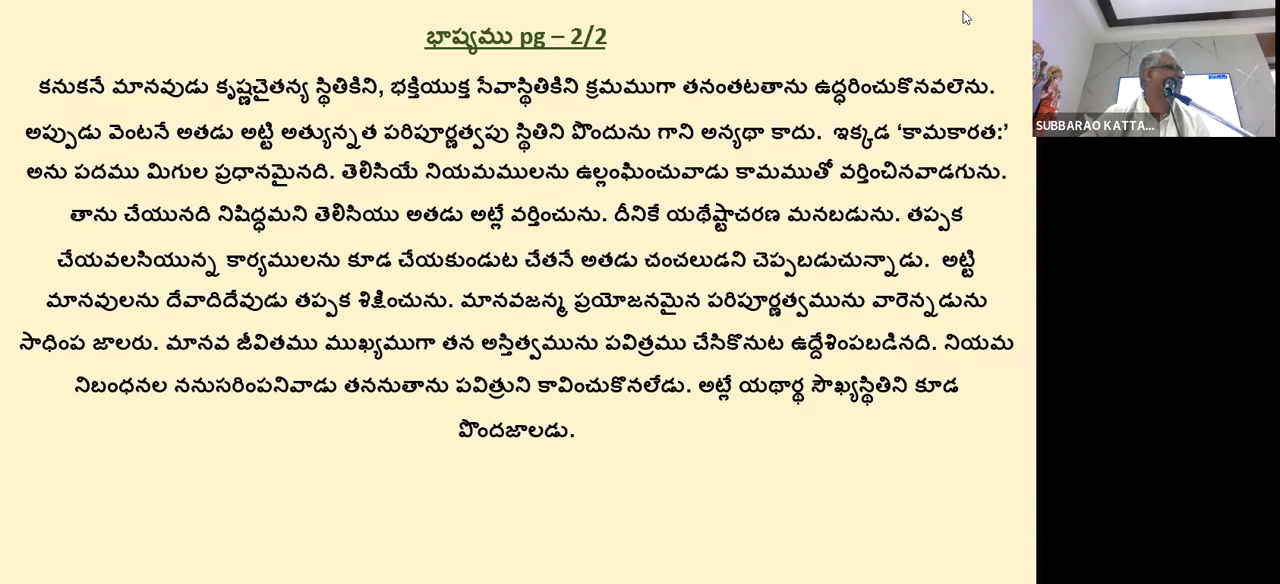 భాష్యము pg – 2/2
కనుకనే మానవుడు కృష్ణచైతన్య స్థితికిని, భక్తియుక్త సేవాస్థితికిని క్రమముగా తనంతటతాను ఉద్ధరించుకొనవలెను.
అప్పుడు వెంటనే అతడు అట్టి అత్యున్నత పరిపూర్ణత్వపు స్థితిని పొందును గాని అన్యథా కాదు. ఇక్కడ ‘కామకారత:’
అను పదము మిగుల ప్రధానమైనది. తెలిసియే నియమములను ఉల్లంఘించువాడు కామముతో వర్తించినవాడగును.
తాను చేయునది నిషిద్ధమని తెలిసియు అతడు అట్లే వర్తించును. దీనికే యథేష్టాచరణ మనబడును. తప్పక
చేయవలసియున్న కార్యములను కూడ చేయకుండుట చేతనే అతడు చంచలుడని చెప్పబడుచున్నాడు. అట్టి
మానవులను దేవాదిదేవుడు తప్పక శిక్షించును. మానవజన్మ ప్రయోజనమైన పరిపూర్ణత్వమును వారెన్నడును
సాధింప జాలరు. మానవ జీవితము ముఖ్యముగా తన అస్తిత్వమును పవిత్రము చేసికొనుట ఉద్దేశింపబడినది. నియమ
నిబంధనల ననుసరింపనివాడు తననుతాను పవిత్రుని కావించుకొనలేడు. అట్లే యథార్థ సౌఖ్యస్థితిని కూడ
పొందజాలడు.
SUBBARAO KATTA...